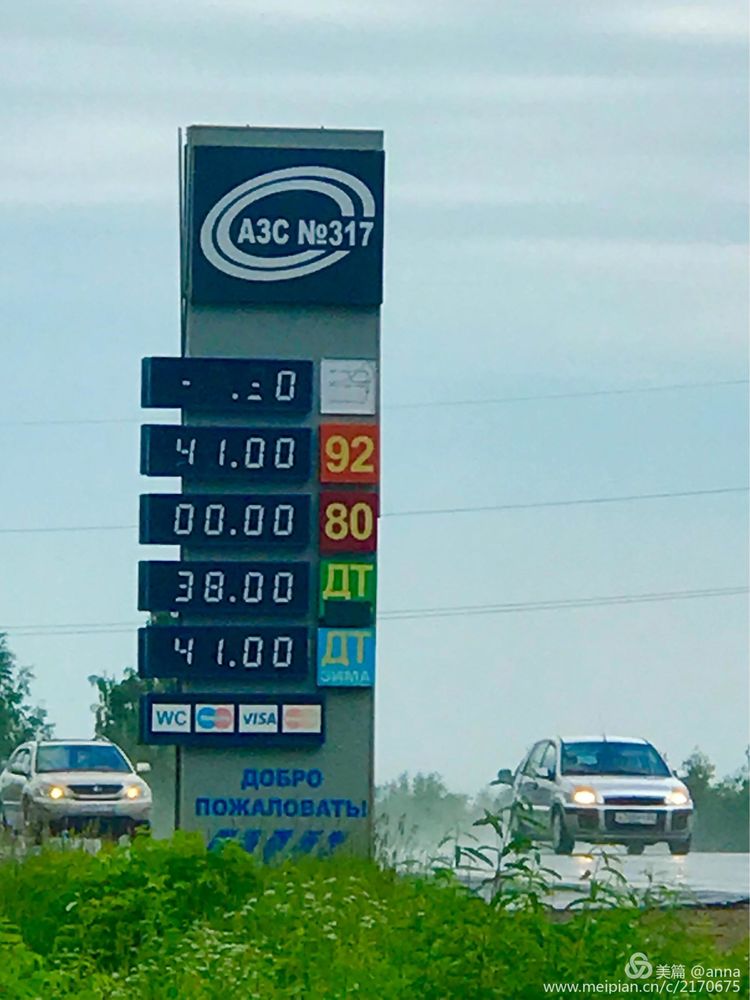 АЗС №317
41.00 92
00.00 80
38.00 ДТ
41.00 ДТ
ЗИМА
WC VISA
ДОБРО
ПОЖАЛОВАТЬ!
美篇 @anna
www.meipian.cn/c/2170675